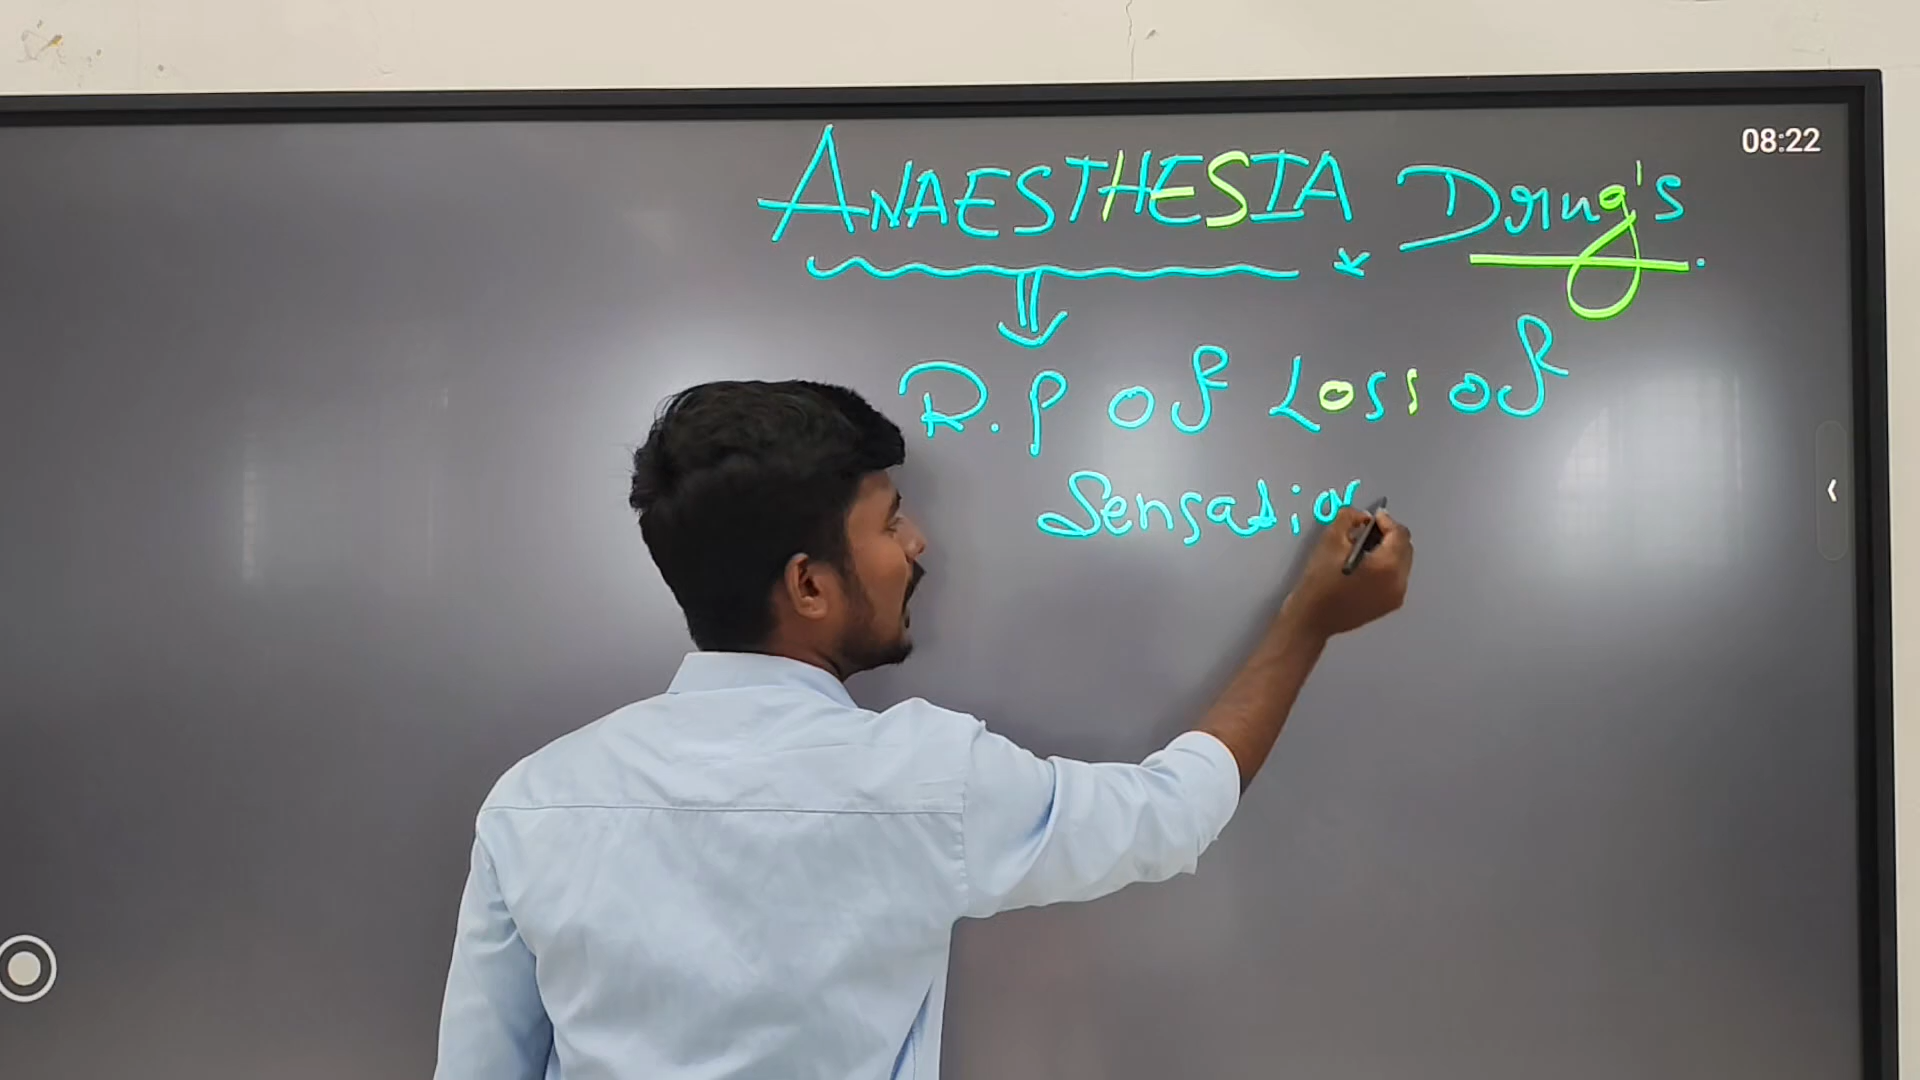 08:22
ANAESTHESIA Drug's.
R.P of Loss of
Sensation